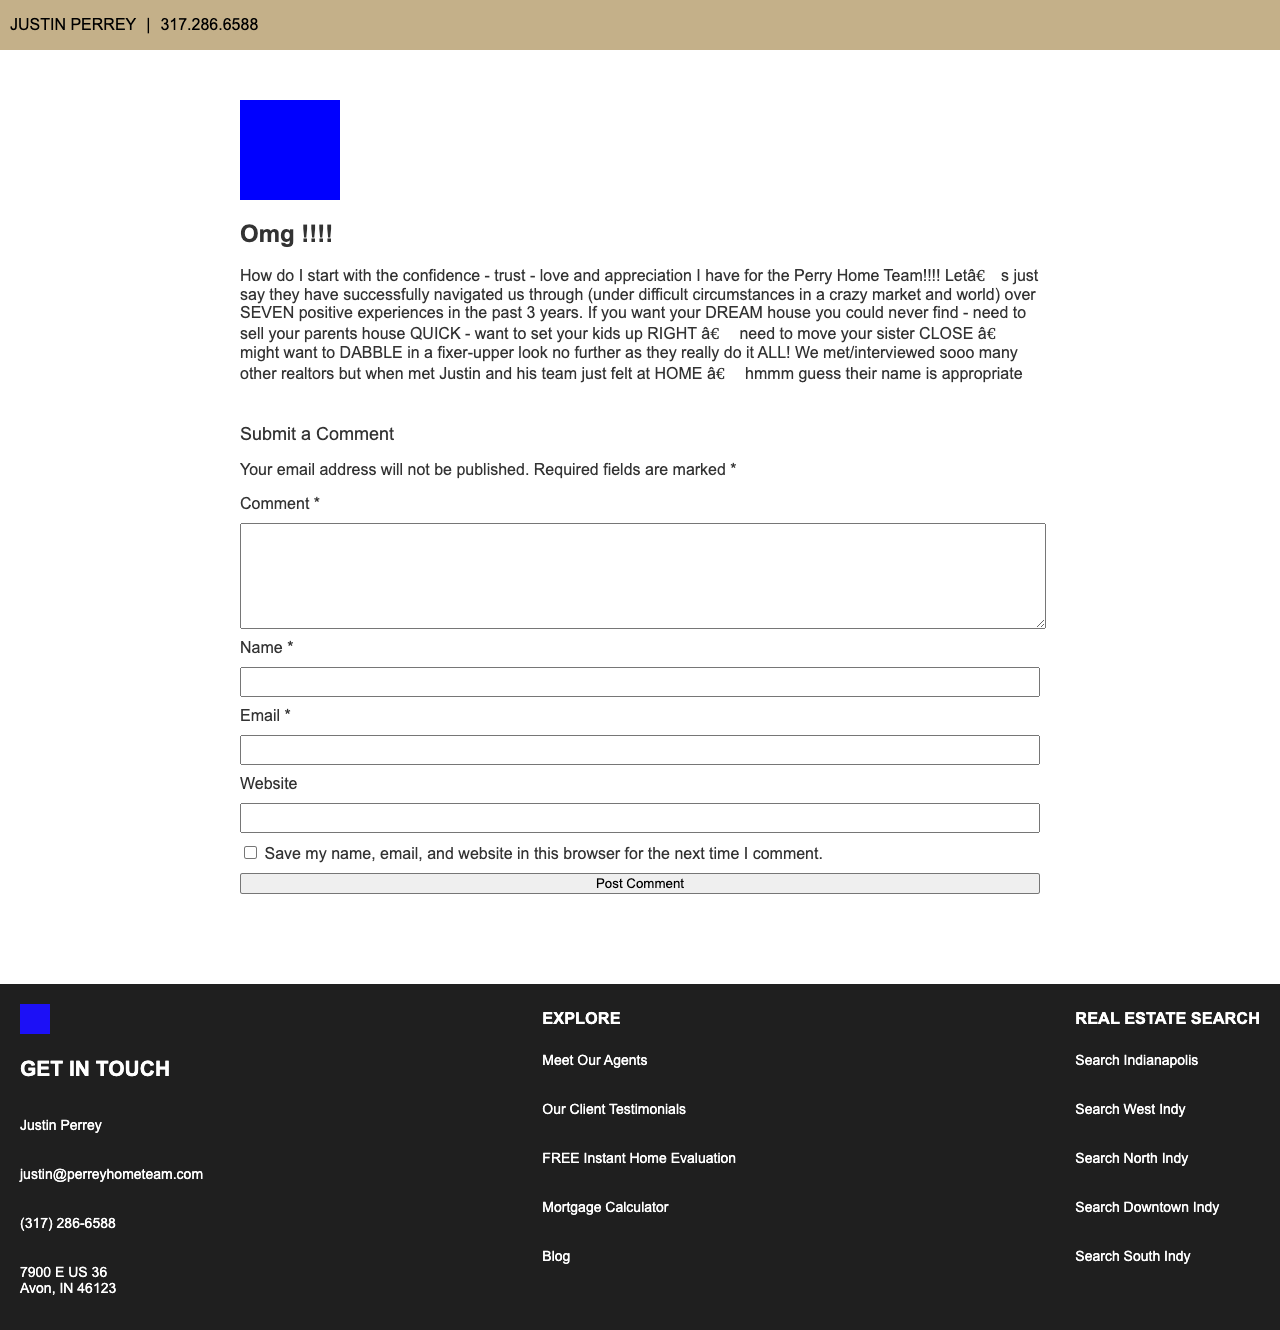 JUSTIN PERREY | 317.286.6588
Omg !!!!
How do I start with the confidence - trust - love and appreciation I have for the Perry Home Team!!!! Letâ€ s just
say they have successfully navigated us through (under difficult circumstances in a crazy market and world) over
SEVEN positive experiences in the past 3 years. If you want your DREAM house you could never find - need to
sell your parents house QUICK - want to set your kids up RIGHT â€ need to move your sister CLOSE â€
might want to DABBLE in a fixer-upper look no further as they really do it ALL! We met/interviewed sooo many
other realtors but when met Justin and his team just felt at HOME â€ hmmm guess their name is appropriate
Submit a Comment
Your email address will not be published. Required fields are marked *
Comment *
Name *
Email *
Website
Save my name, email, and website in this browser for the next time I comment.
Post Comment
GET IN TOUCH
Justin Perrey
justin@perreyhometeam.com
(317) 286-6588
7900 E US 36
Avon, IN 46123
EXPLORE
Meet Our Agents
Our Client Testimonials
FREE Instant Home Evaluation
Mortgage Calculator
Blog
REAL ESTATE SEARCH
Search Indianapolis
Search West Indy
Search North Indy
Search Downtown Indy
Search South Indy